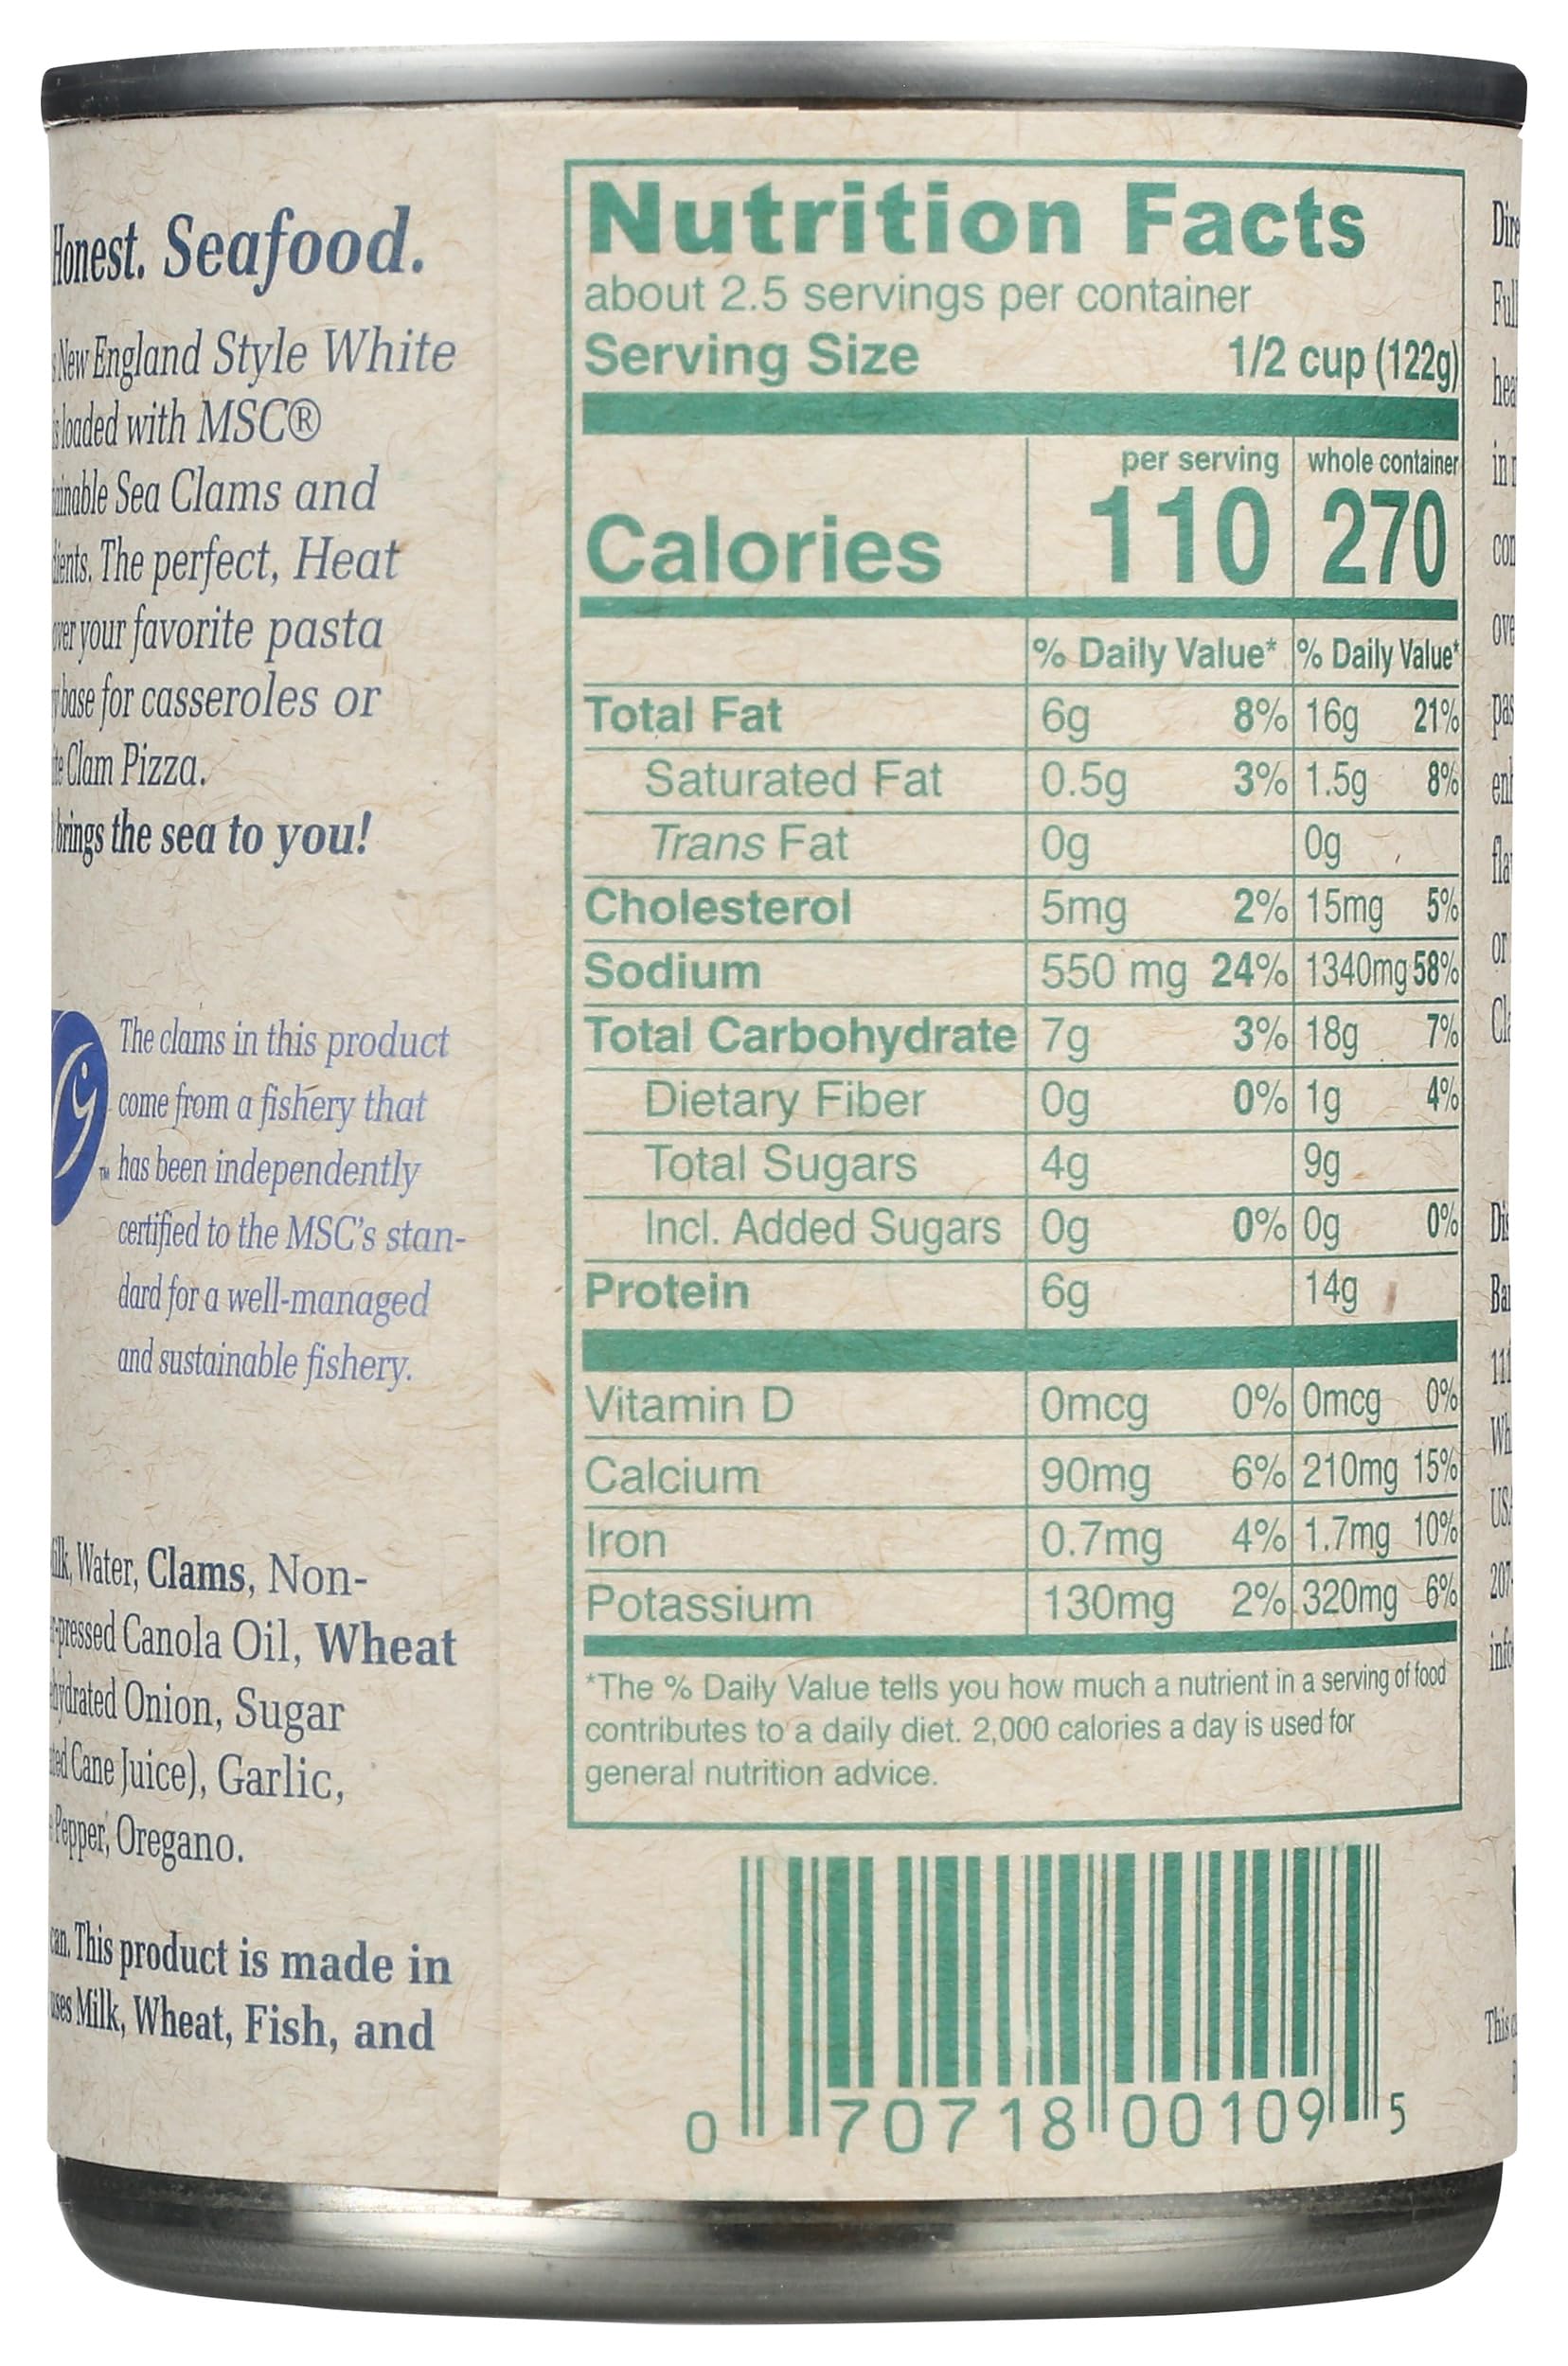 Honest. Seafood.
New England Style White
loaded with MSC®
Sea Clams and
The perfect, Heat
your favorite pasta
base for casseroles or
Clam Pizza.
brings the sea to you!
The clams in this product
come from a fishery that
TM has been independently
certified to the MSC's stan-
dard for a well-managed
and sustainable fishery.
Water, Clams, Non-
pressed Canola Oil, Wheat
Onion, Sugar
Cane Juice), Garlic,
Pepper, Oregano.
can. This product is made in
Milk, Wheat, Fish, and
Nutrition Facts
about 2.5 servings per container
Serving Size 1/2 cup (122g)
per serving whole container
Calories 110 270
% Daily Value* % Daily Value*
Total Fat 6g 8% 16g 21%
Saturated Fat 0.5g 3% 1.5g 8%
Trans Fat 0g 0g
Cholesterol 5mg 2% 15mg 5%
Sodium 550 mg 24% 1340mg 58%
Total Carbohydrate 7g 3% 18g 7%
Dietary Fiber 0g 0% 1g 4%
Total Sugars 4g 9g
Incl. Added Sugars 0g 0% 0g 0%
Protein 6g 14g
Vitamin D 0mcg 0% 0mcg 0%
Calcium 90mg 6% 210mg 15%
Iron 0.7mg 4% 1.7mg 10%
Potassium 130mg 2% 320mg 6%
*The % Daily Value tells you how much a nutrient in a serving of food
contributes to a daily diet. 2,000 calories a day is used for
general nutrition advice.
0 70718 00109 5
or
This